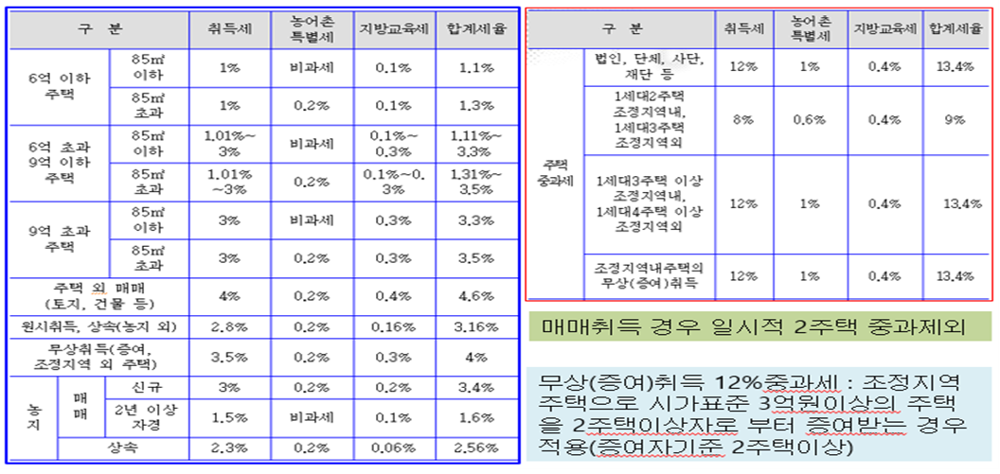 구 분 취득세 농어촌특별세 지방교육세 합계세율
6억 이하 주택 85㎡ 이하 1% 비과세 0.1% 1.1%
85㎡ 초과 1% 0.2% 0.1% 1.3%
6억 초과 9억 이하 주택 85㎡ 이하 1.01%~3% 비과세 0.1%~0.3% 1.11%~3.3%
85㎡ 초과 1.01%~3% 0.2% 0.1%~0.3% 1.31%~3.5%
9억 초과 주택 85㎡ 이하 3% 비과세 0.3% 3.3%
85㎡ 초과 3% 0.2% 0.3% 3.5%
주택 외 매매 (토지, 건물 등) 4% 0.2% 0.4% 4.6%
원시취득, 상속(농지 외) 2.8% 0.2% 0.16% 3.16%
무상취득(증여, 조정지역 외 주택) 3.5% 0.2% 0.3% 4%
농지 매매 신규 3% 0.2% 0.2% 3.4%
2년 이상 자경 1.5% 비과세 0.1% 1.6%
상속 2.3% 0.2% 0.06% 2.56%
구 분 취득세 농어촌특별세 지방교육세 합계세율
주택 중과세 법인, 단체, 사단, 재단 등 12% 1% 0.4% 13.4%
1세대2주택 조정지역내, 1세대3주택 조정지역외 8% 0.6% 0.4% 9%
1세대3주택 이상 조정지역내, 1세대4주택 이상 조정지역외 12% 1% 0.4% 13.4%
조정지역내주택의 무상(증여)취득 12% 1% 0.4% 13.4%
매매취득 경우 일시적 2주택 중과제외
무상(증여)취득 12%중과세 : 조정지역
주택으로 시가표준 3억원이상의 주택
을 2주택이상자로 부터 증여받는 경우
적용(증여자기준 2주택이상)